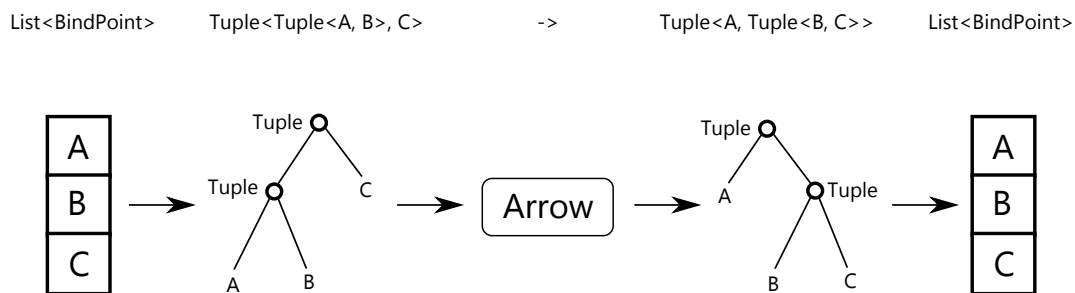 List<BindPoint> Tuple<Tuple<A, B>, C> -> Tuple<A, Tuple<B, C>> List<BindPoint>
A
B
C
Tuple
Tuple
C
A
B
Arrow
Tuple
A
Tuple
B
C
A
B
C